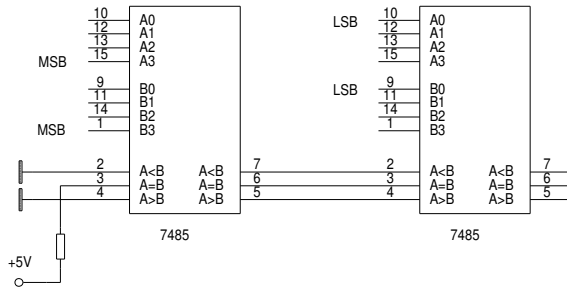 10 A0
12 A1
13 A2
MSB 15 A3
9 B0
11 B1
14 B2
MSB 1 B3
2 A<B A<B 7
3 A=B A=B 6
4 A>B A>B 5
7485
+5V
LSB 10 A0
12 A1
13 A2
15 A3
LSB 9 B0
11 B1
14 B2
1 B3
2 A<B A<B 7
3 A=B A=B 6
4 A>B A>B 5
7485